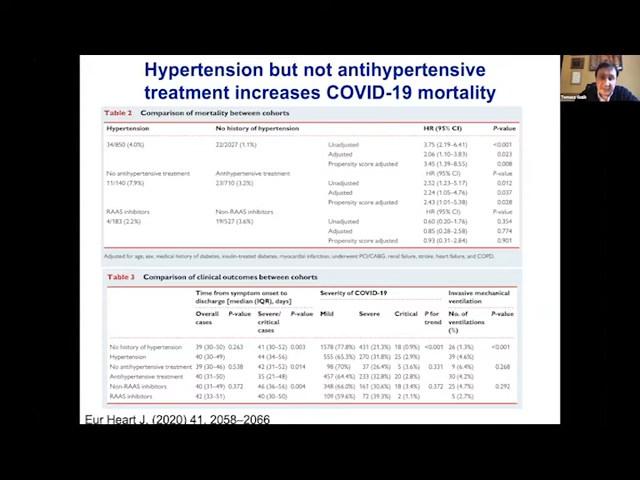 Hypertension but not antihypertensive
treatment increases COVID-19 mortality
Table 2 Comparison of mortality between cohorts
Hypertension No history of hypertension HR (95% CI) P-value
34/850 (4.0%) 22/2027 (1.1%) Unadjusted 3.75 (2.19–6.41) <0.001
Adjusted 2.06 (1.10–3.83) 0.023
Propensity score adjusted 3.45 (1.39–8.55) 0.008
No antihypertensive treatment Antihypertensive treatment HR (95% CI) P-value
11/140 (7.9%) 23/710 (3.2%) Unadjusted 2.52 (1.23–5.17) 0.012
Adjusted 2.24 (1.05–4.76) 0.037
Propensity score adjusted 2.43 (1.01–5.38) 0.028
RAAS inhibitors Non-RAAS inhibitors HR (95% CI) P-value
4/183 (2.2%) 19/527 (3.6%) Unadjusted 0.60 (0.20–1.76) 0.354
Adjusted 0.85 (0.28–2.58) 0.774
Propensity score adjusted 0.93 (0.31–2.84) 0.901
Adjusted for age, sex, medical history of diabetes, insulin-treated diabetes, myocardial infarction, underwent PCI/CABG, renal failure, stroke, heart failure, and COPD.
Table 3 Comparison of clinical outcomes between cohorts
Time from symptom onset to Severity of COVID-19 Invasive mechanical
discharge [median (IQR), days] ventilation
Overall P-value Severe/ P-value Mild Severe Critical P for No. of P-value
cases critical trend ventilations
cases (%)
No history of hypertension 39 (30–50) 0.263 41 (30–52) 0.003 1578 (77.8%) 431 (21.3%) 18 (0.9%) <0.001 26 (1.3%) <0.001
Hypertension 40 (30–49) 44 (34–56) 555 (65.3%) 270 (31.8%) 25 (2.9%) 39 (4.6%)
No antihypertensive treatment 39 (30–46) 0.538 42 (31–52) 0.014 98 (70%) 37 (26.4%) 5 (3.6%) 0.331 9 (6.4%) 0.268
Antihypertensive treatment 40 (31–50) 35 (21–48) 457 (64.4%) 233 (32.8%) 20 (2.8%) 30 (4.2%)
Non-RAAS inhibitors 40 (31–49) 0.372 46 (36–56) 0.004 348 (66.0%) 161 (30.6%) 18 (3.4%) 0.372 25 (4.7%) 0.292
RAAS inhibitors 42 (33–51) 40 (30–50) 109 (59.6%) 72 (39.3%) 2 (1.1%) 5 (2.7%)
Eur Heart J. (2020) 41, 2058–2066